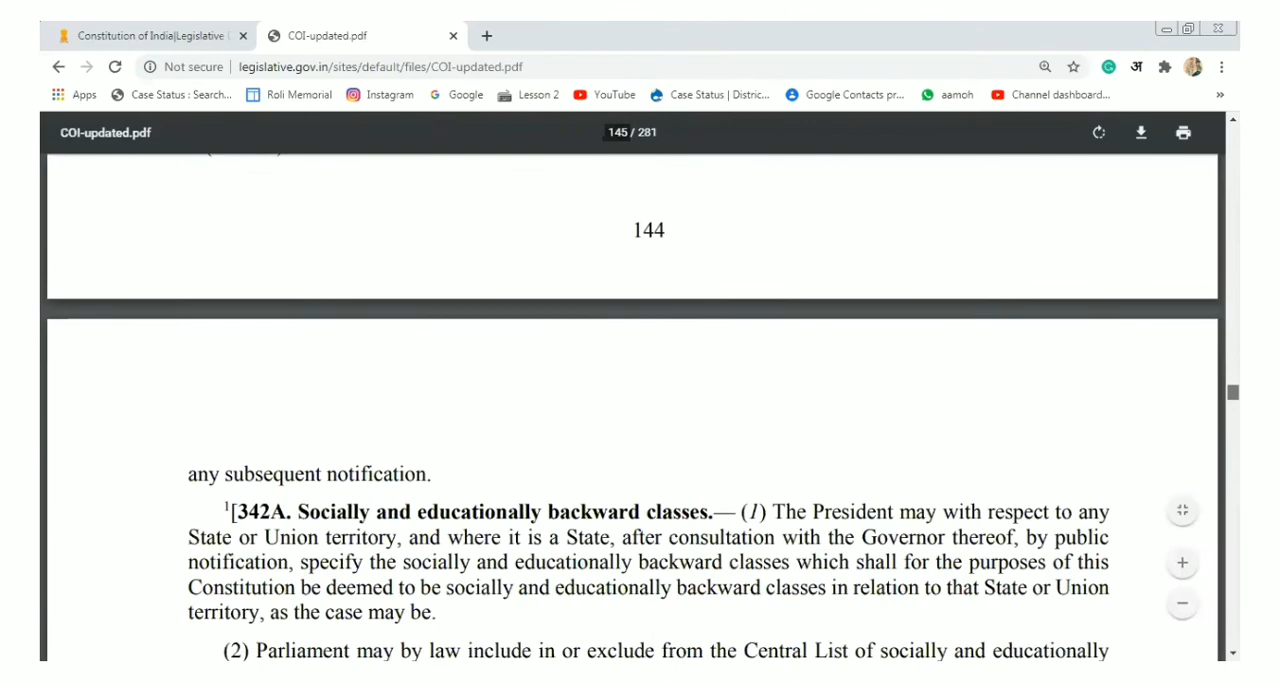 Constitution of India|Legislative
COI-updated.pdf
Not secure | legislative.gov.in/sites/default/files/COI-updated.pdf
अ
Apps Case Status : Search... Roli Memorial Instagram Google Lesson 2 YouTube Case Status | Distric... Google Contacts pr... aamoh Channel dashboard... »
COI-updated.pdf 145 / 281
144
any subsequent notification.
¹[342A. Socially and educationally backward classes.— (1) The President may with respect to any
State or Union territory, and where it is a State, after consultation with the Governor thereof, by public
notification, specify the socially and educationally backward classes which shall for the purposes of this
Constitution be deemed to be socially and educationally backward classes in relation to that State or Union
territory, as the case may be.
(2) Parliament may by law include in or exclude from the Central List of socially and educationally